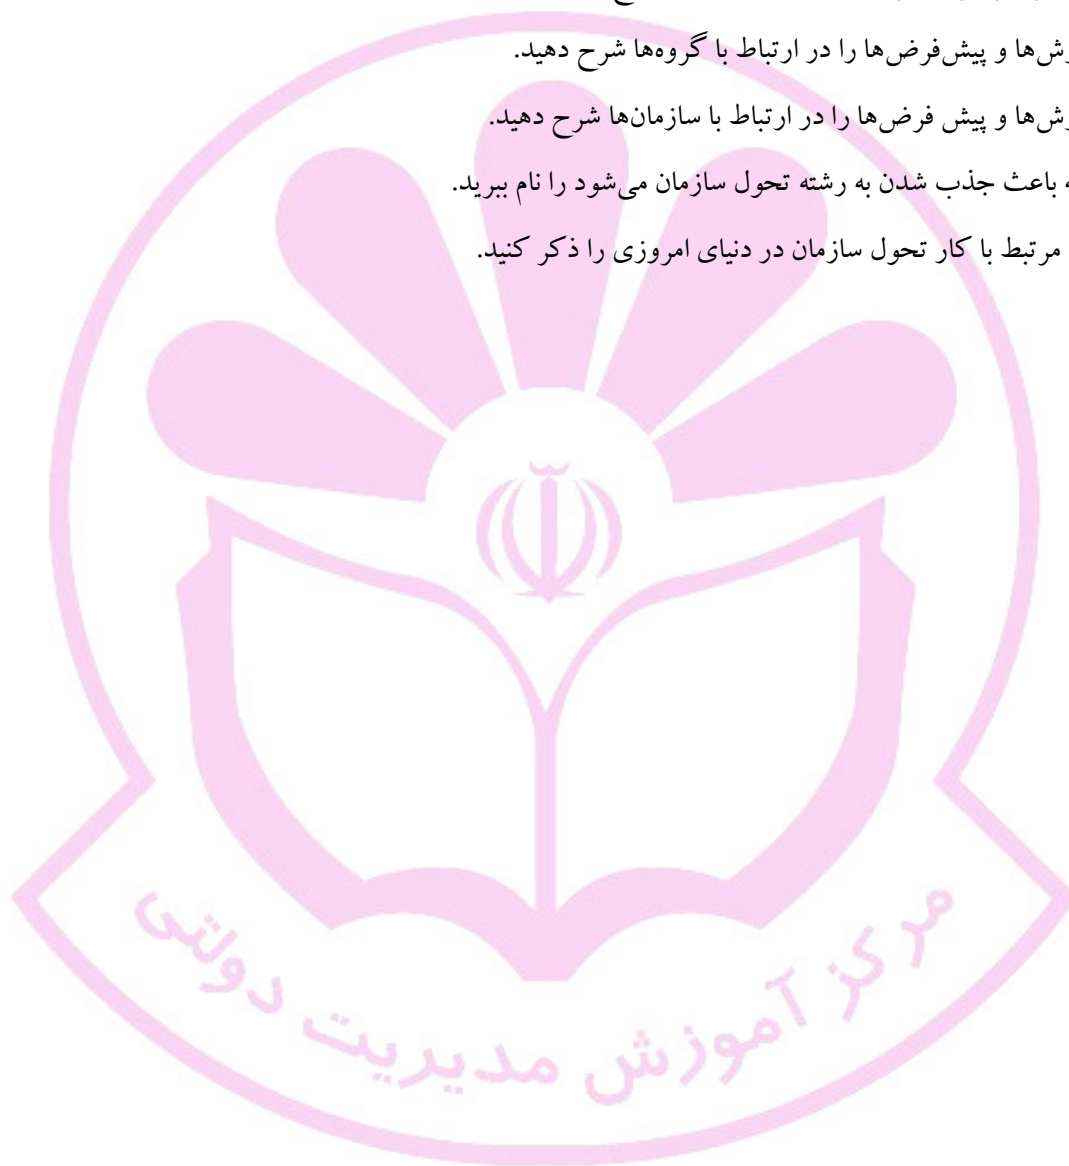 ها و پیش‌فرض‌ها را در ارتباط با گروه‌ها شرح دهید.
ها و پیش فرض‌ها را در ارتباط با سازمان‌ها شرح دهید.
باعث جذب شدن به رشته تحول سازمان می‌شود را نام ببرید.
مرتبط با کار تحول سازمان در دنیای امروزی را ذکر کنید.
مرکز آموزش مدیریت دولتی